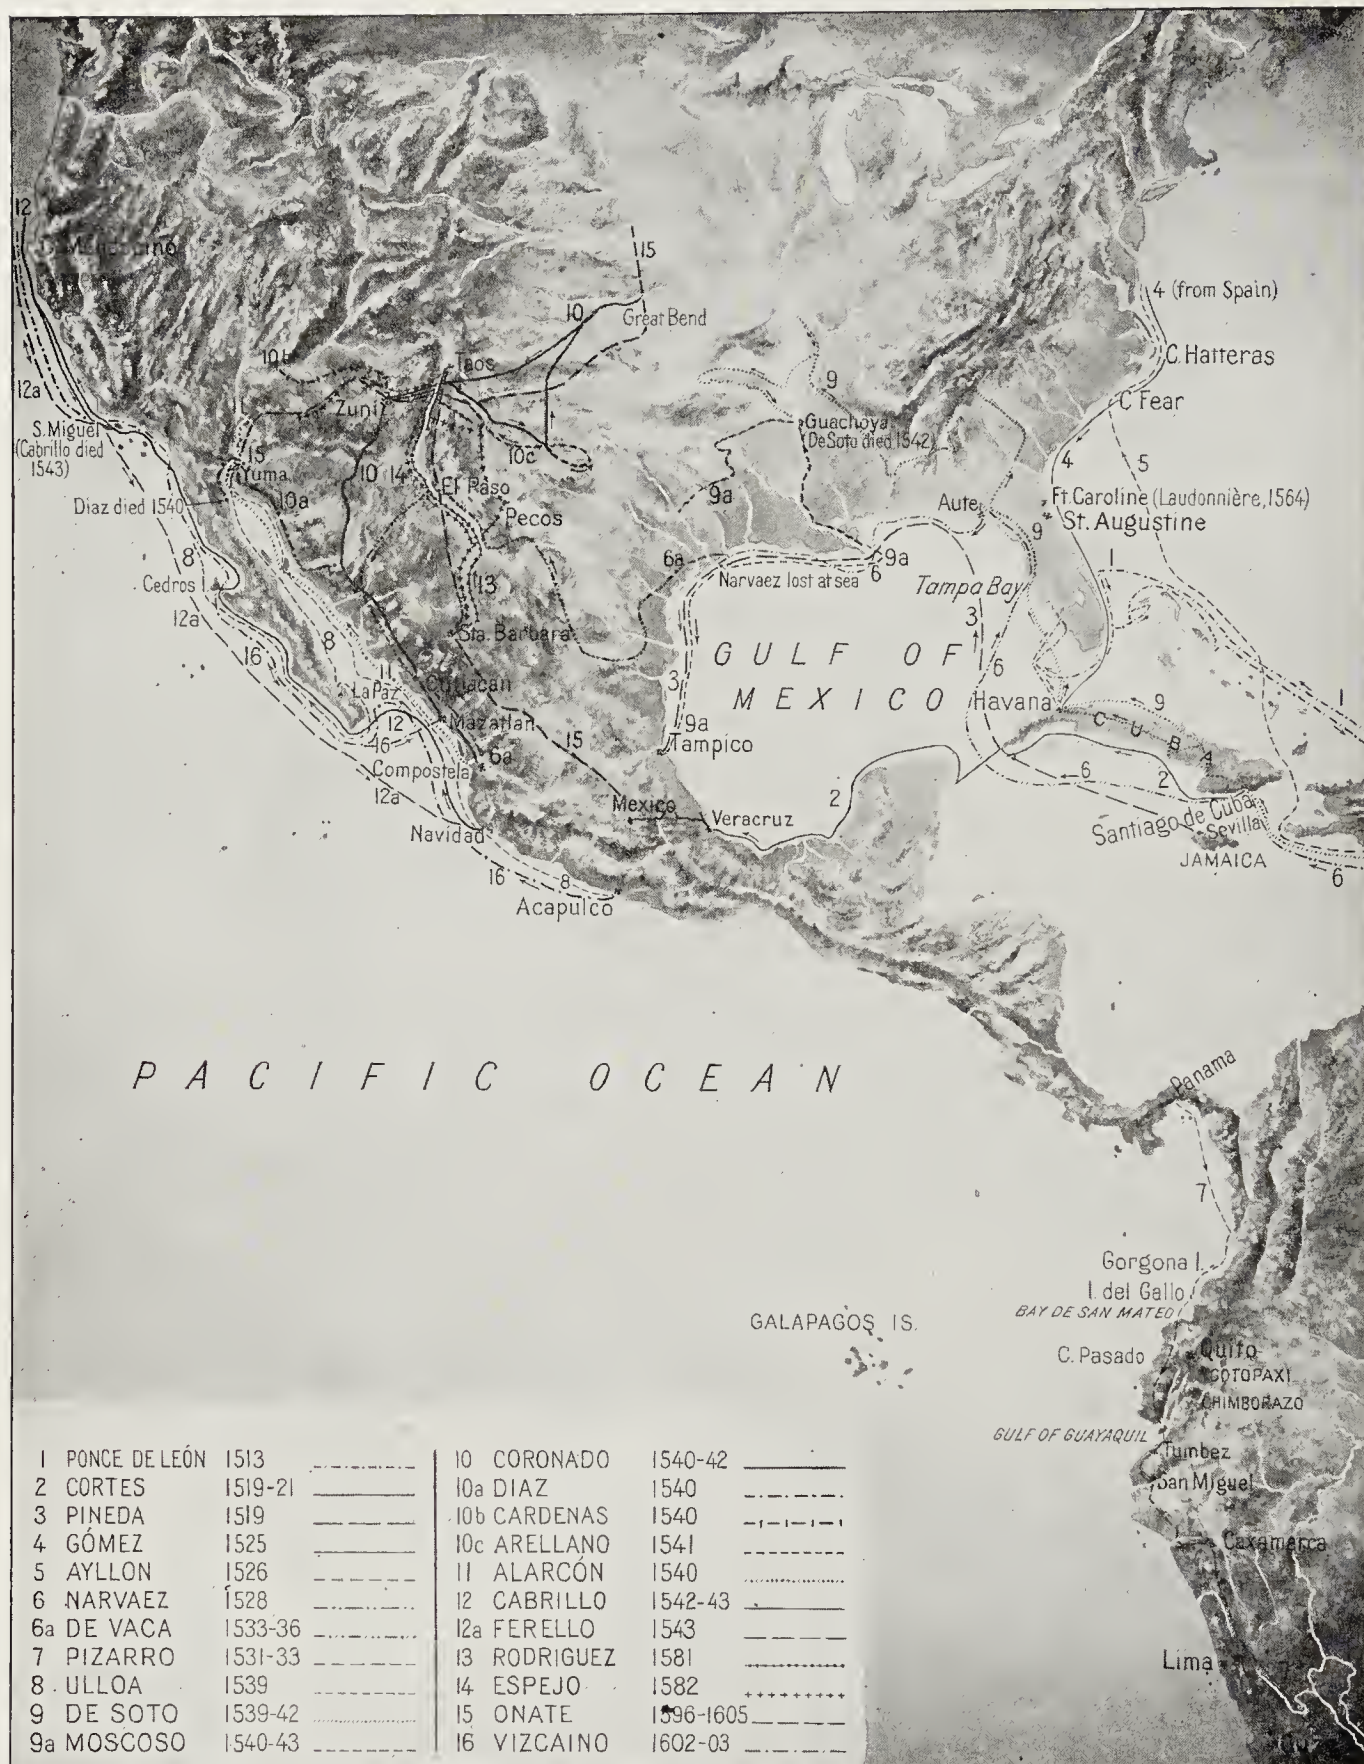 12
15
4 (from Spain)
10
Great Bend
C. Hatteras
10b
Taos
12a
9
C Fear
Zuni
Guachoya
(De Soto died 1542)
S. Miguel
(Cabrillo died
1543)
10c
15
Yuma
10
14
4
5
El Paso
10a
9a
Diaz died 1540
Aute
Ft. Caroline (Laudonnière, 1564)
Pecos
9
St. Augustine
8
6a
9a
1
Cedros I.
13
Narvaez lost at sea
6
Tampa Bay
12a
3
Sta. Barbara
8
16
GULF OF
MEXICO
6
11
La Paz
Culiacan
3
Havana
9
1
12
Mazatlan
9a
CUBA
16
15
Tampico
6a
Compostela
6
2
12a
2
Mexico
Veracruz
Santiago de Cuba
Navidad
Sevilla
JAMAICA
16
8
6
Acapulco
PACIFIC OCEAN
Panama
7
Gorgona I.
I. del Gallo
BAY DE SAN MATEO
GALAPAGOS IS.
C. Pasado
Quito
COTOPAXI
CHIMBORAZO
GULF OF GUAYAQUIL
Tumbez
San Miguel
Caxamarca
Lima
1 PONCE DE LEÓN 1513
2 CORTES 1519-21
3 PINEDA 1519
4 GÓMEZ 1525
5 AYLLON 1526
6 NARVAEZ 1528
6a DE VACA 1533-36
7 PIZARRO 1531-33
8 ULLOA 1539
9 DE SOTO 1539-42
9a MOSCOSO 1540-43
10 CORONADO 1540-42
10a DIAZ 1540
10b CARDENAS 1540
10c ARELLANO 1541
11 ALARCÓN 1540
12 CABRILLO 1542-43
12a FERELLO 1543
13 RODRIGUEZ 1581
14 ESPEJO 1582
15 ONATE 1596-1605
16 VIZCAINO 1602-03